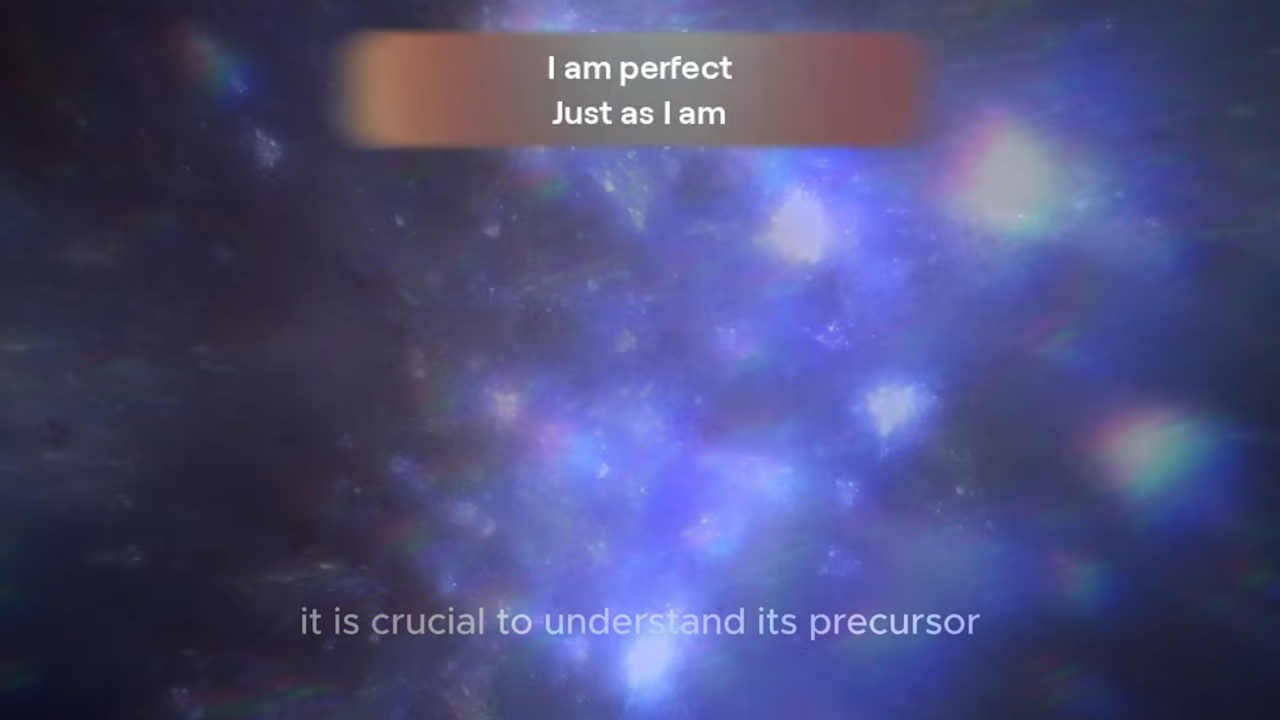 I am perfect
Just as I am
it is crucial to understand its precursor